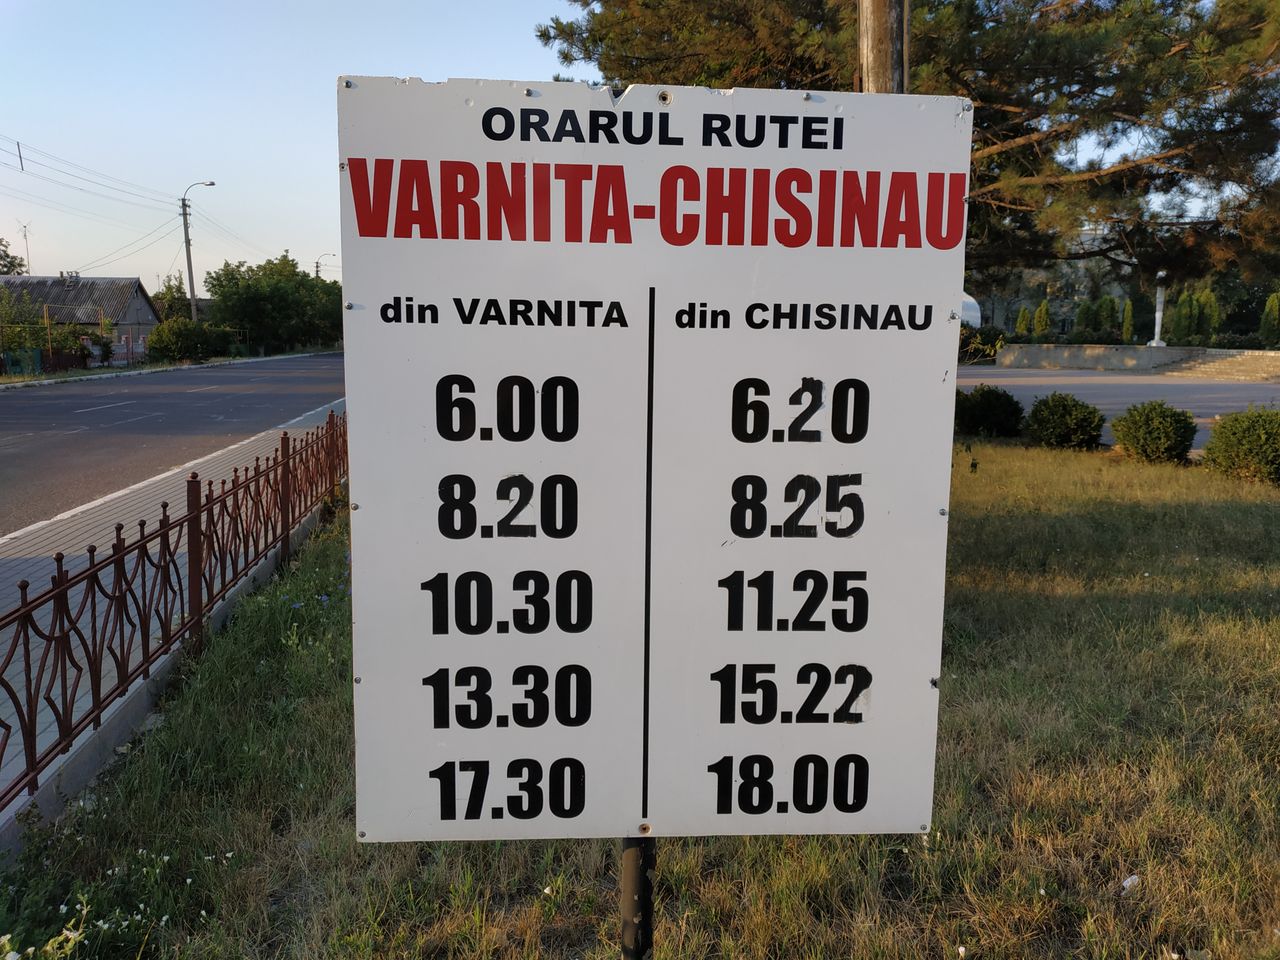 ORARUL RUTEI
VARNITA-CHISINAU
din VARNITA din CHISINAU
6.00 6.20
8.20 8.25
10.30 11.25
13.30 15.22
17.30 18.00